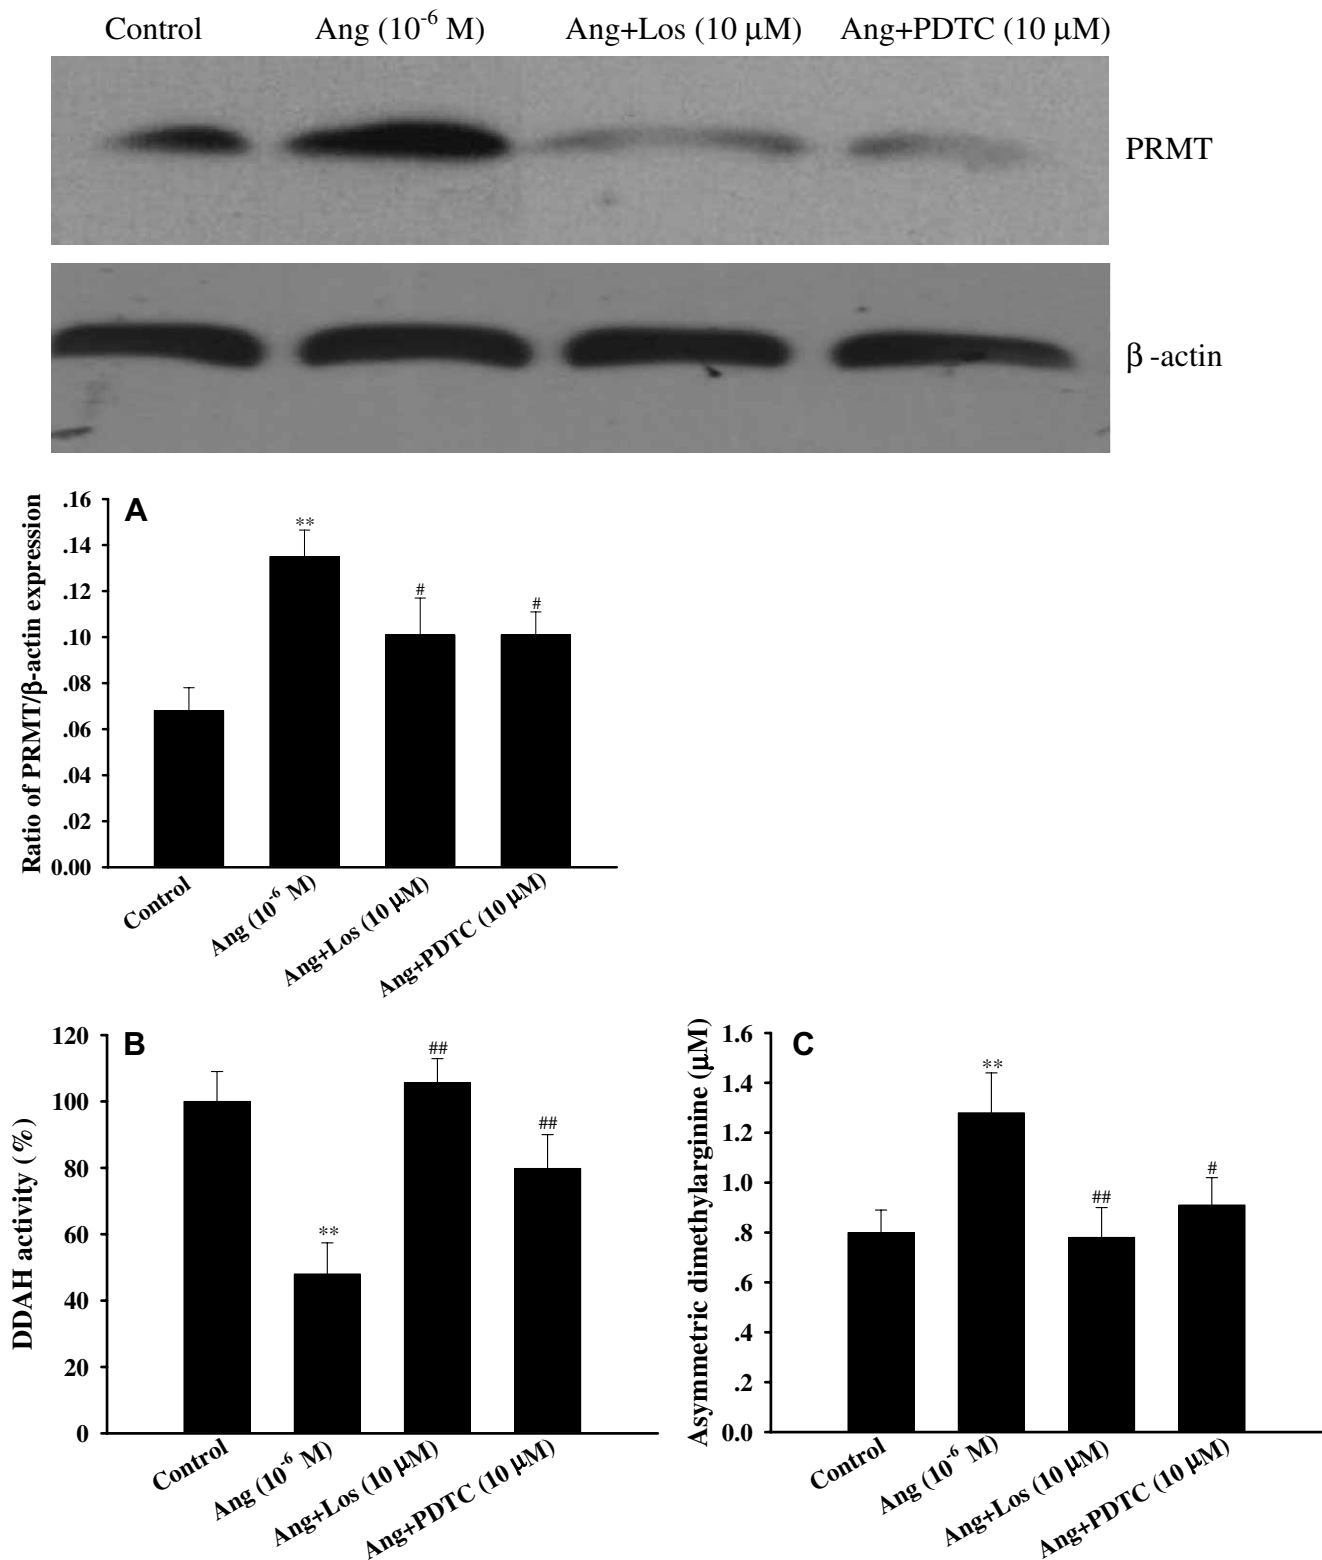 Control Ang (10⁻⁶ M) Ang+Los (10 μM) Ang+PDTC (10 μM)
PRMT
β -actin
A
Ratio of PRMT/β-actin expression
.16
.14
.12
.10
.08
.06
.04
.02
0.00
**
#
#
Control
Ang (10⁻⁶ M)
Ang+Los (10 μM)
Ang+PDTC (10 μM)
B
DDAH activity (%)
120
100
80
60
40
20
0
**
##
##
Control
Ang (10⁻⁶ M)
Ang+Los (10 μM)
Ang+PDTC (10 μM)
C
Asymmetric dimethylarginine (μM)
1.6
1.4
1.2
1.0
.8
.6
.4
.2
0.0
**
##
#
Control
Ang (10⁻⁶ M)
Ang+Los (10 μM)
Ang+PDTC (10 μM)